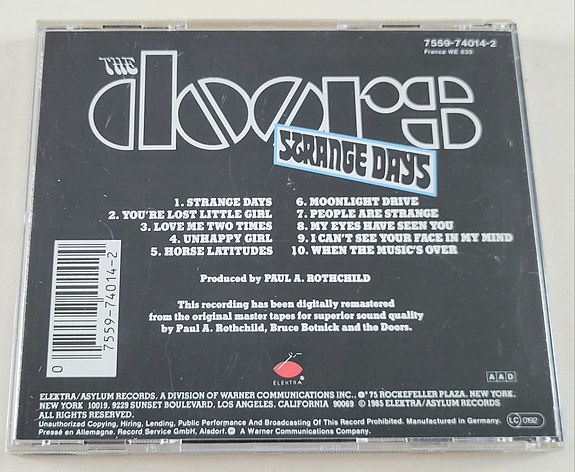 7559-74014-2
France WE 835
THE
doors
STRANGE DAYS
1. STRANGE DAYS
2. YOU'RE LOST LITTLE GIRL
3. LOVE ME TWO TIMES
4. UNHAPPY GIRL
5. HORSE LATITUDES
6. MOONLIGHT DRIVE
7. PEOPLE ARE STRANGE
8. MY EYES HAVE SEEN YOU
9. I CAN'T SEE YOUR FACE IN MY MIND
10. WHEN THE MUSIC'S OVER
Produced by PAUL A. ROTHCHILD
This recording has been digitally remastered
from the original master tapes for superior sound quality
by Paul A. Rothchild, Bruce Botnick and the Doors.
0 7559-74014-2
ELEKTRA
AAD
ELEKTRA/ASYLUM RECORDS, A DIVISION OF WARNER COMMUNICATIONS INC., ℗* 75 ROCKEFELLER PLAZA, NEW YORK,
NEW YORK 10019. 9229 SUNSET BOULEVARD, LOS ANGELES, CALIFORNIA 90069 © 1985 ELEKTRA/ASYLUM RECORDS
ALL RIGHTS RESERVED.
Unauthorized Copying, Hiring, Lending, Public Performance And Broadcasting Of This Record Prohibited. Manufactured in Germany.
Pressé en Allemagne. Record Service GmbH, Alsdorf. A Warner Communications Company.
LC 0192